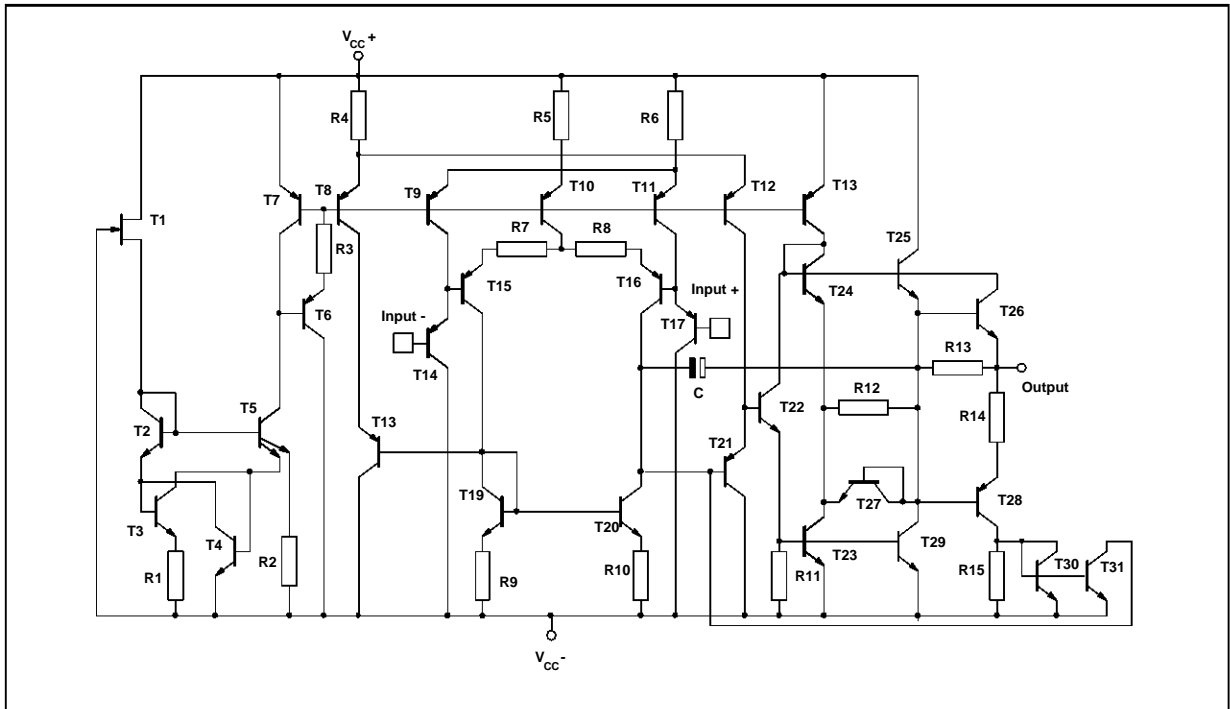 VCC+
R4
R5
R6
T7
T8
T9
T10
T11
T12
T13
T1
R3
R7
R8
T25
T15
T16
Input +
T24
T6
Input -
T17
T26
T14
R13
Output
C
R12
T5
T22
R14
T2
T13
T21
T19
T27
T28
T3
T20
T4
T23
T29
R1
R2
R9
R10
R11
R15
T30
T31
VCC-